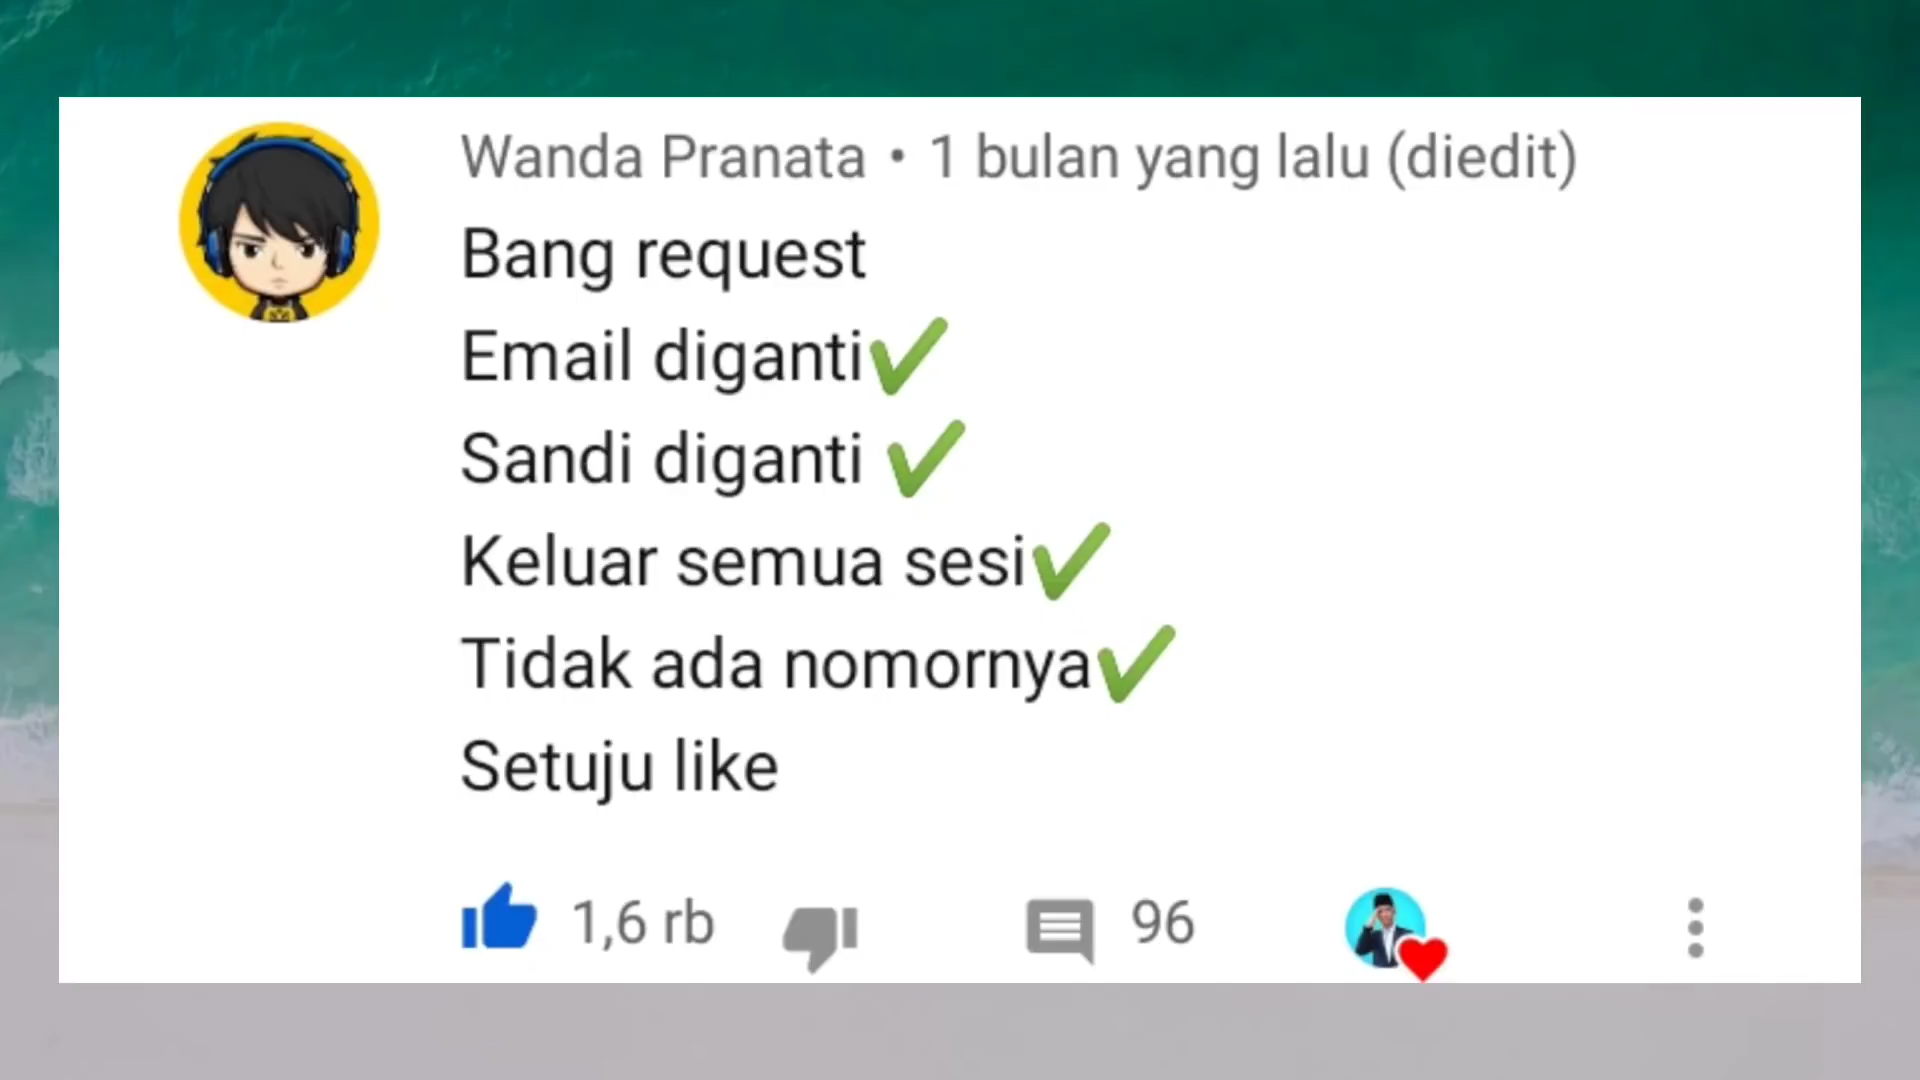 Wanda Pranata • 1 bulan yang lalu (diedit)
Bang request
Email diganti✔
Sandi diganti ✔
Keluar semua sesi✔
Tidak ada nomornya✔
Setuju like
1,6 rb 96